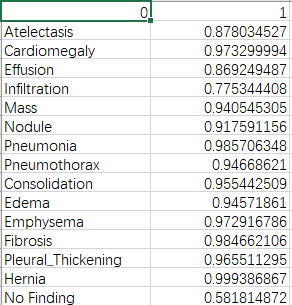 0 1
Atelectasis 0.878034527
Cardiomegaly 0.973299994
Effusion 0.869249487
Infiltration 0.775344408
Mass 0.940545305
Nodule 0.917591156
Pneumonia 0.985706348
Pneumothorax 0.94668621
Consolidation 0.955442509
Edema 0.94571861
Emphysema 0.972916786
Fibrosis 0.984662106
Pleural_Thickening 0.965511295
Hernia 0.999386867
No Finding 0.581814872